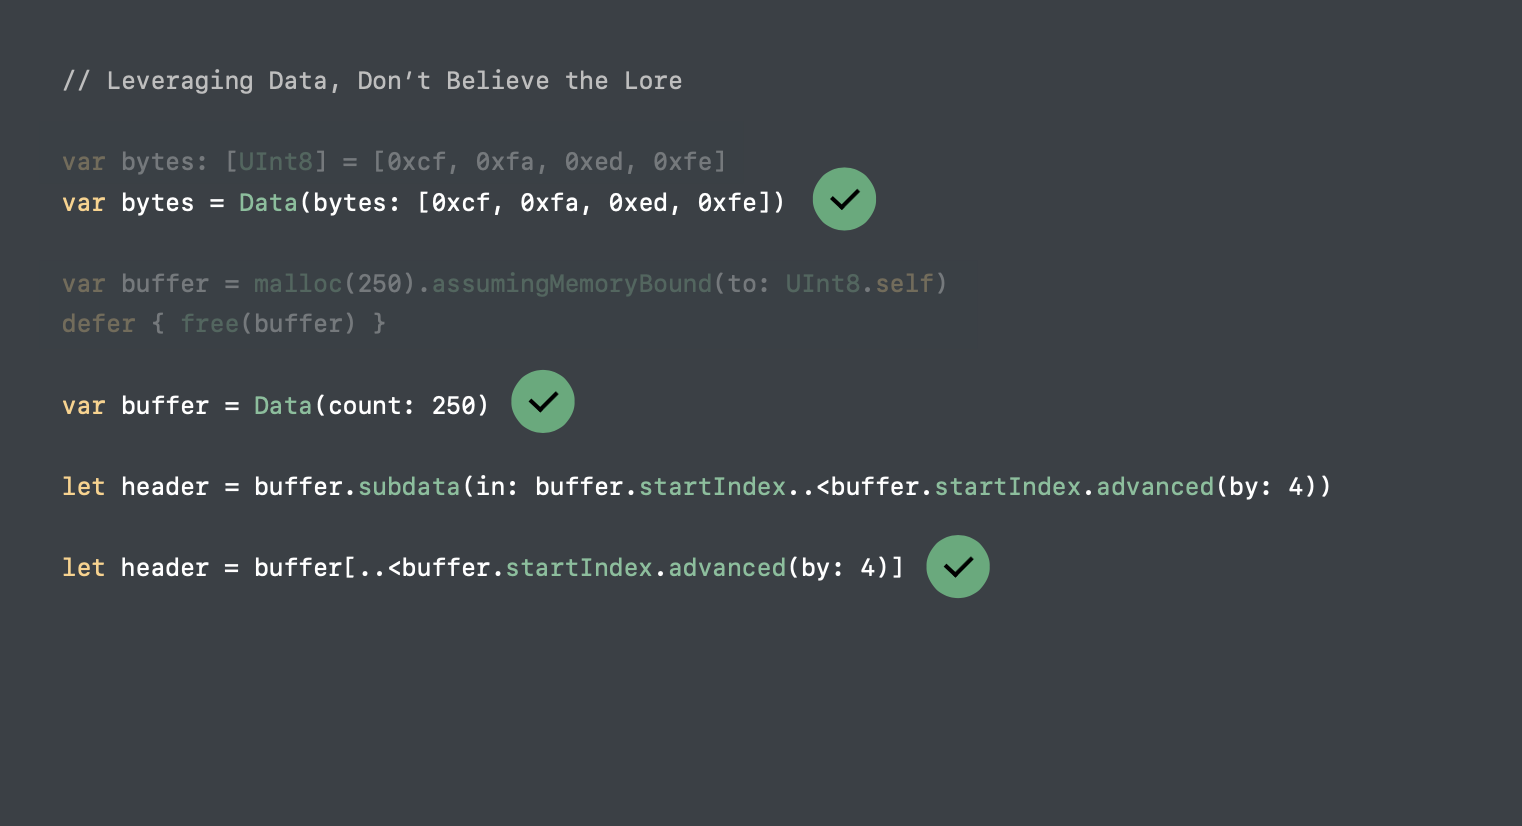 // Leveraging Data, Don’t Believe the Lore
var bytes: [UInt8] = [0xcf, 0xfa, 0xed, 0xfe]
var bytes = Data(bytes: [0xcf, 0xfa, 0xed, 0xfe])
var buffer = malloc(250).assumingMemoryBound(to: UInt8.self)
defer { free(buffer) }
var buffer = Data(count: 250)
let header = buffer.subdata(in: buffer.startIndex..<buffer.startIndex.advanced(by: 4))
let header = buffer[..<buffer.startIndex.advanced(by: 4)]